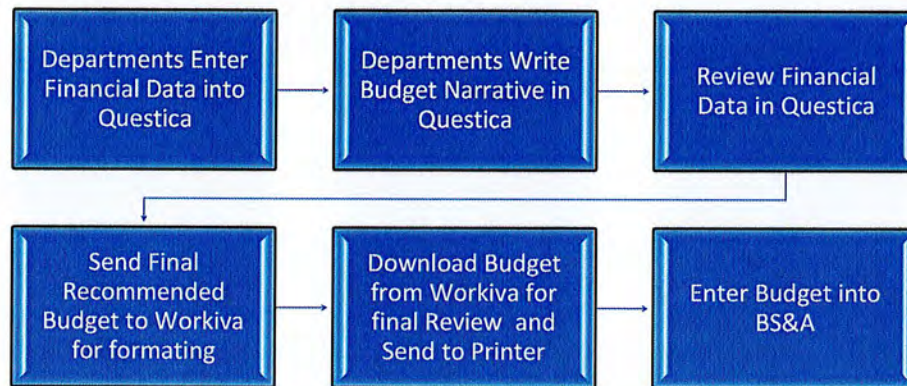 Departments Enter
Financial Data into
Questica
Departments Write
Budget Narrative in
Questica
Review Financial
Data in Questica
Send Final
Recommended
Budget to Workiva
for formating
Download Budget
from Workiva for
final Review and
Send to Printer
Enter Budget into
BS&A